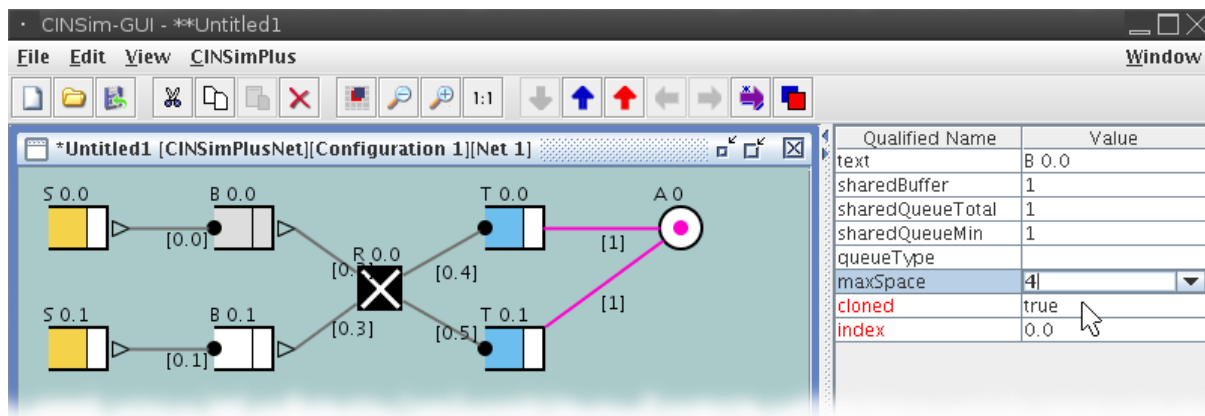 CINSim-GUI - **Untitled1
File Edit View CINSimPlus Window
1:1
*Untitled1 [CINSimPlusNet][Configuration 1][Net 1]
S 0.0 B 0.0 T 0.0 A 0
[0.0] [1]
R 0.0
[0.4]
S 0.1 B 0.1 T 0.1
[0.1] [0.3] [0.5] [1]
Qualified Name Value
text B 0.0
sharedBuffer 1
sharedQueueTotal 1
sharedQueueMin 1
queueType
maxSpace 4
cloned true
index 0.0